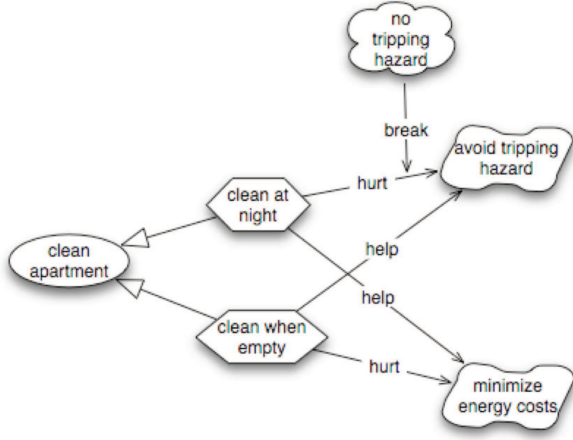 no
tripping
hazard
break
avoid tripping
hazard
hurt
clean at
night
help
clean
apartment
help
clean when
empty
hurt
minimize
energy costs